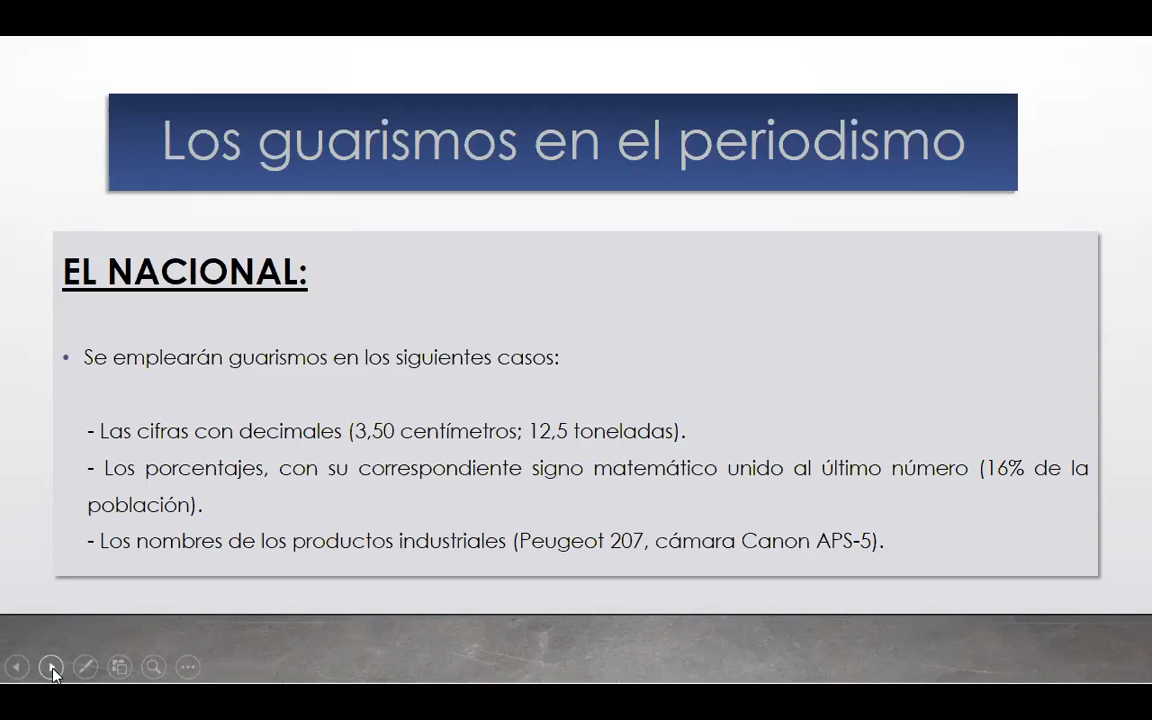 Los guarismos en el periodismo
EL NACIONAL:
• Se emplearán guarismos en los siguientes casos:
- Las cifras con decimales (3,50 centímetros; 12,5 toneladas).
- Los porcentajes, con su correspondiente signo matemático unido al último número (16% de la
población).
- Los nombres de los productos industriales (Peugeot 207, cámara Canon APS-5).